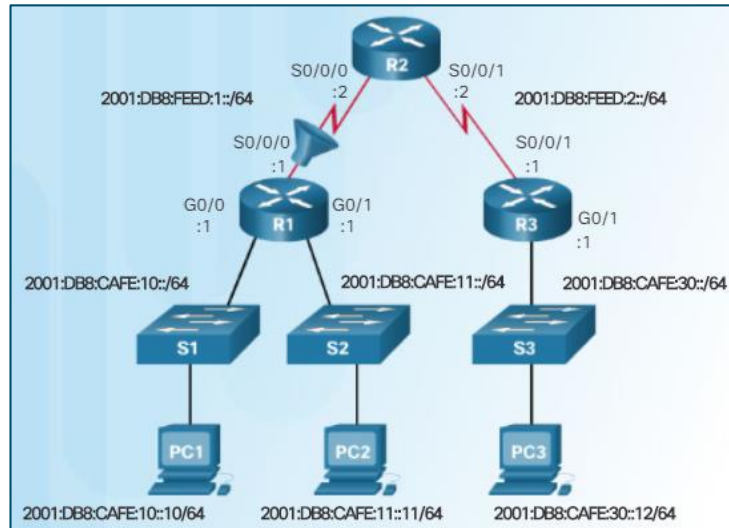 R2
S0/0/0
:2
S0/0/1
:2
2001:DB8:FEED:1::/64
2001:DB8:FEED:2::/64
S0/0/0
:1
S0/0/1
:1
G0/0
:1
R1
G0/1
:1
R3
G0/1
:1
2001:DB8:CAFE:10::/64
2001:DB8:CAFE:11::/64
2001:DB8:CAFE:30::/64
S1
S2
S3
PC1
PC2
PC3
2001:DB8:CAFE:10::10/64
2001:DB8:CAFE:11::11/64
2001:DB8:CAFE:30::12/64